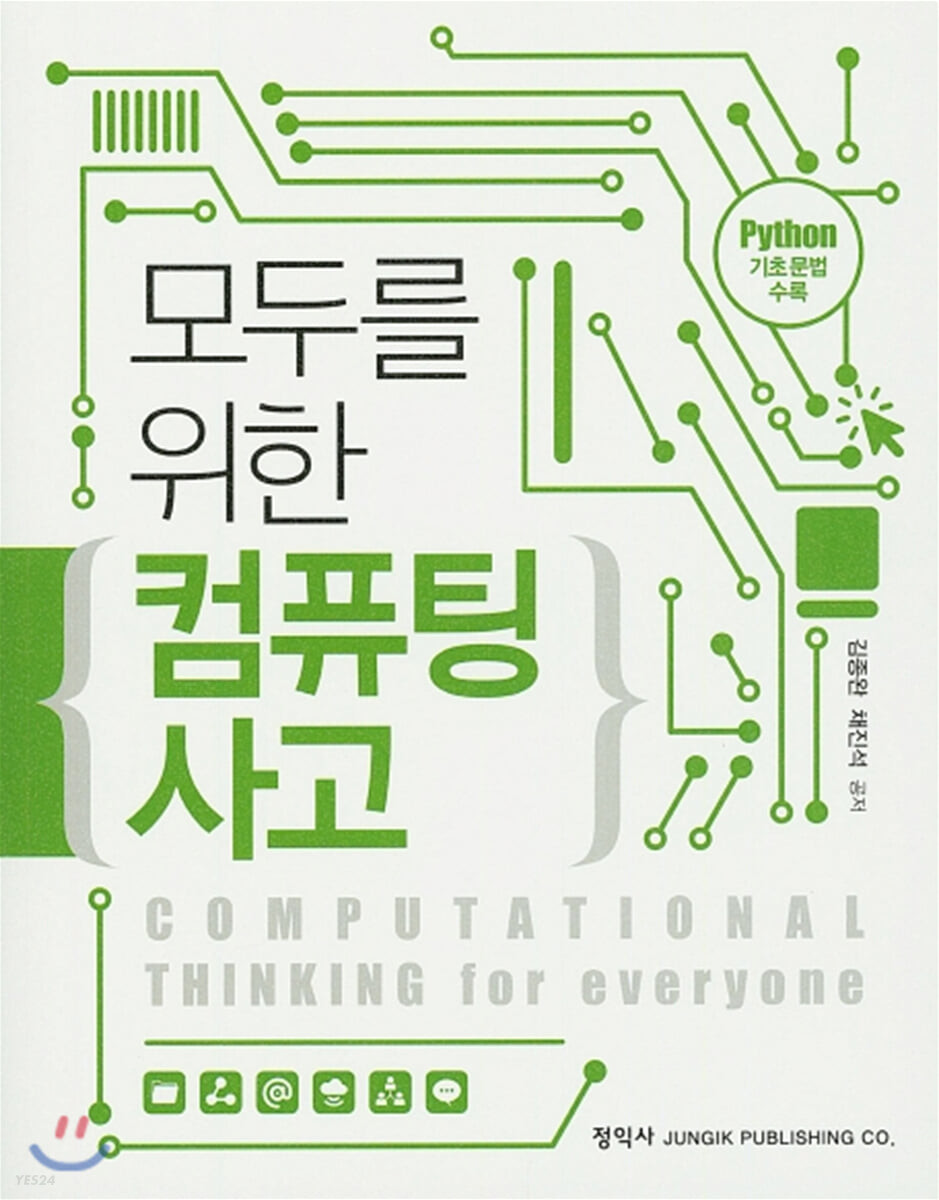 Python
기초 문법
수록
모두를
위한
컴퓨팅
사고
김종완 채진석 공저
COMPUTATIONAL
THINKING for everyone
정익사 JUNGIK PUBLISHING CO.
YES24